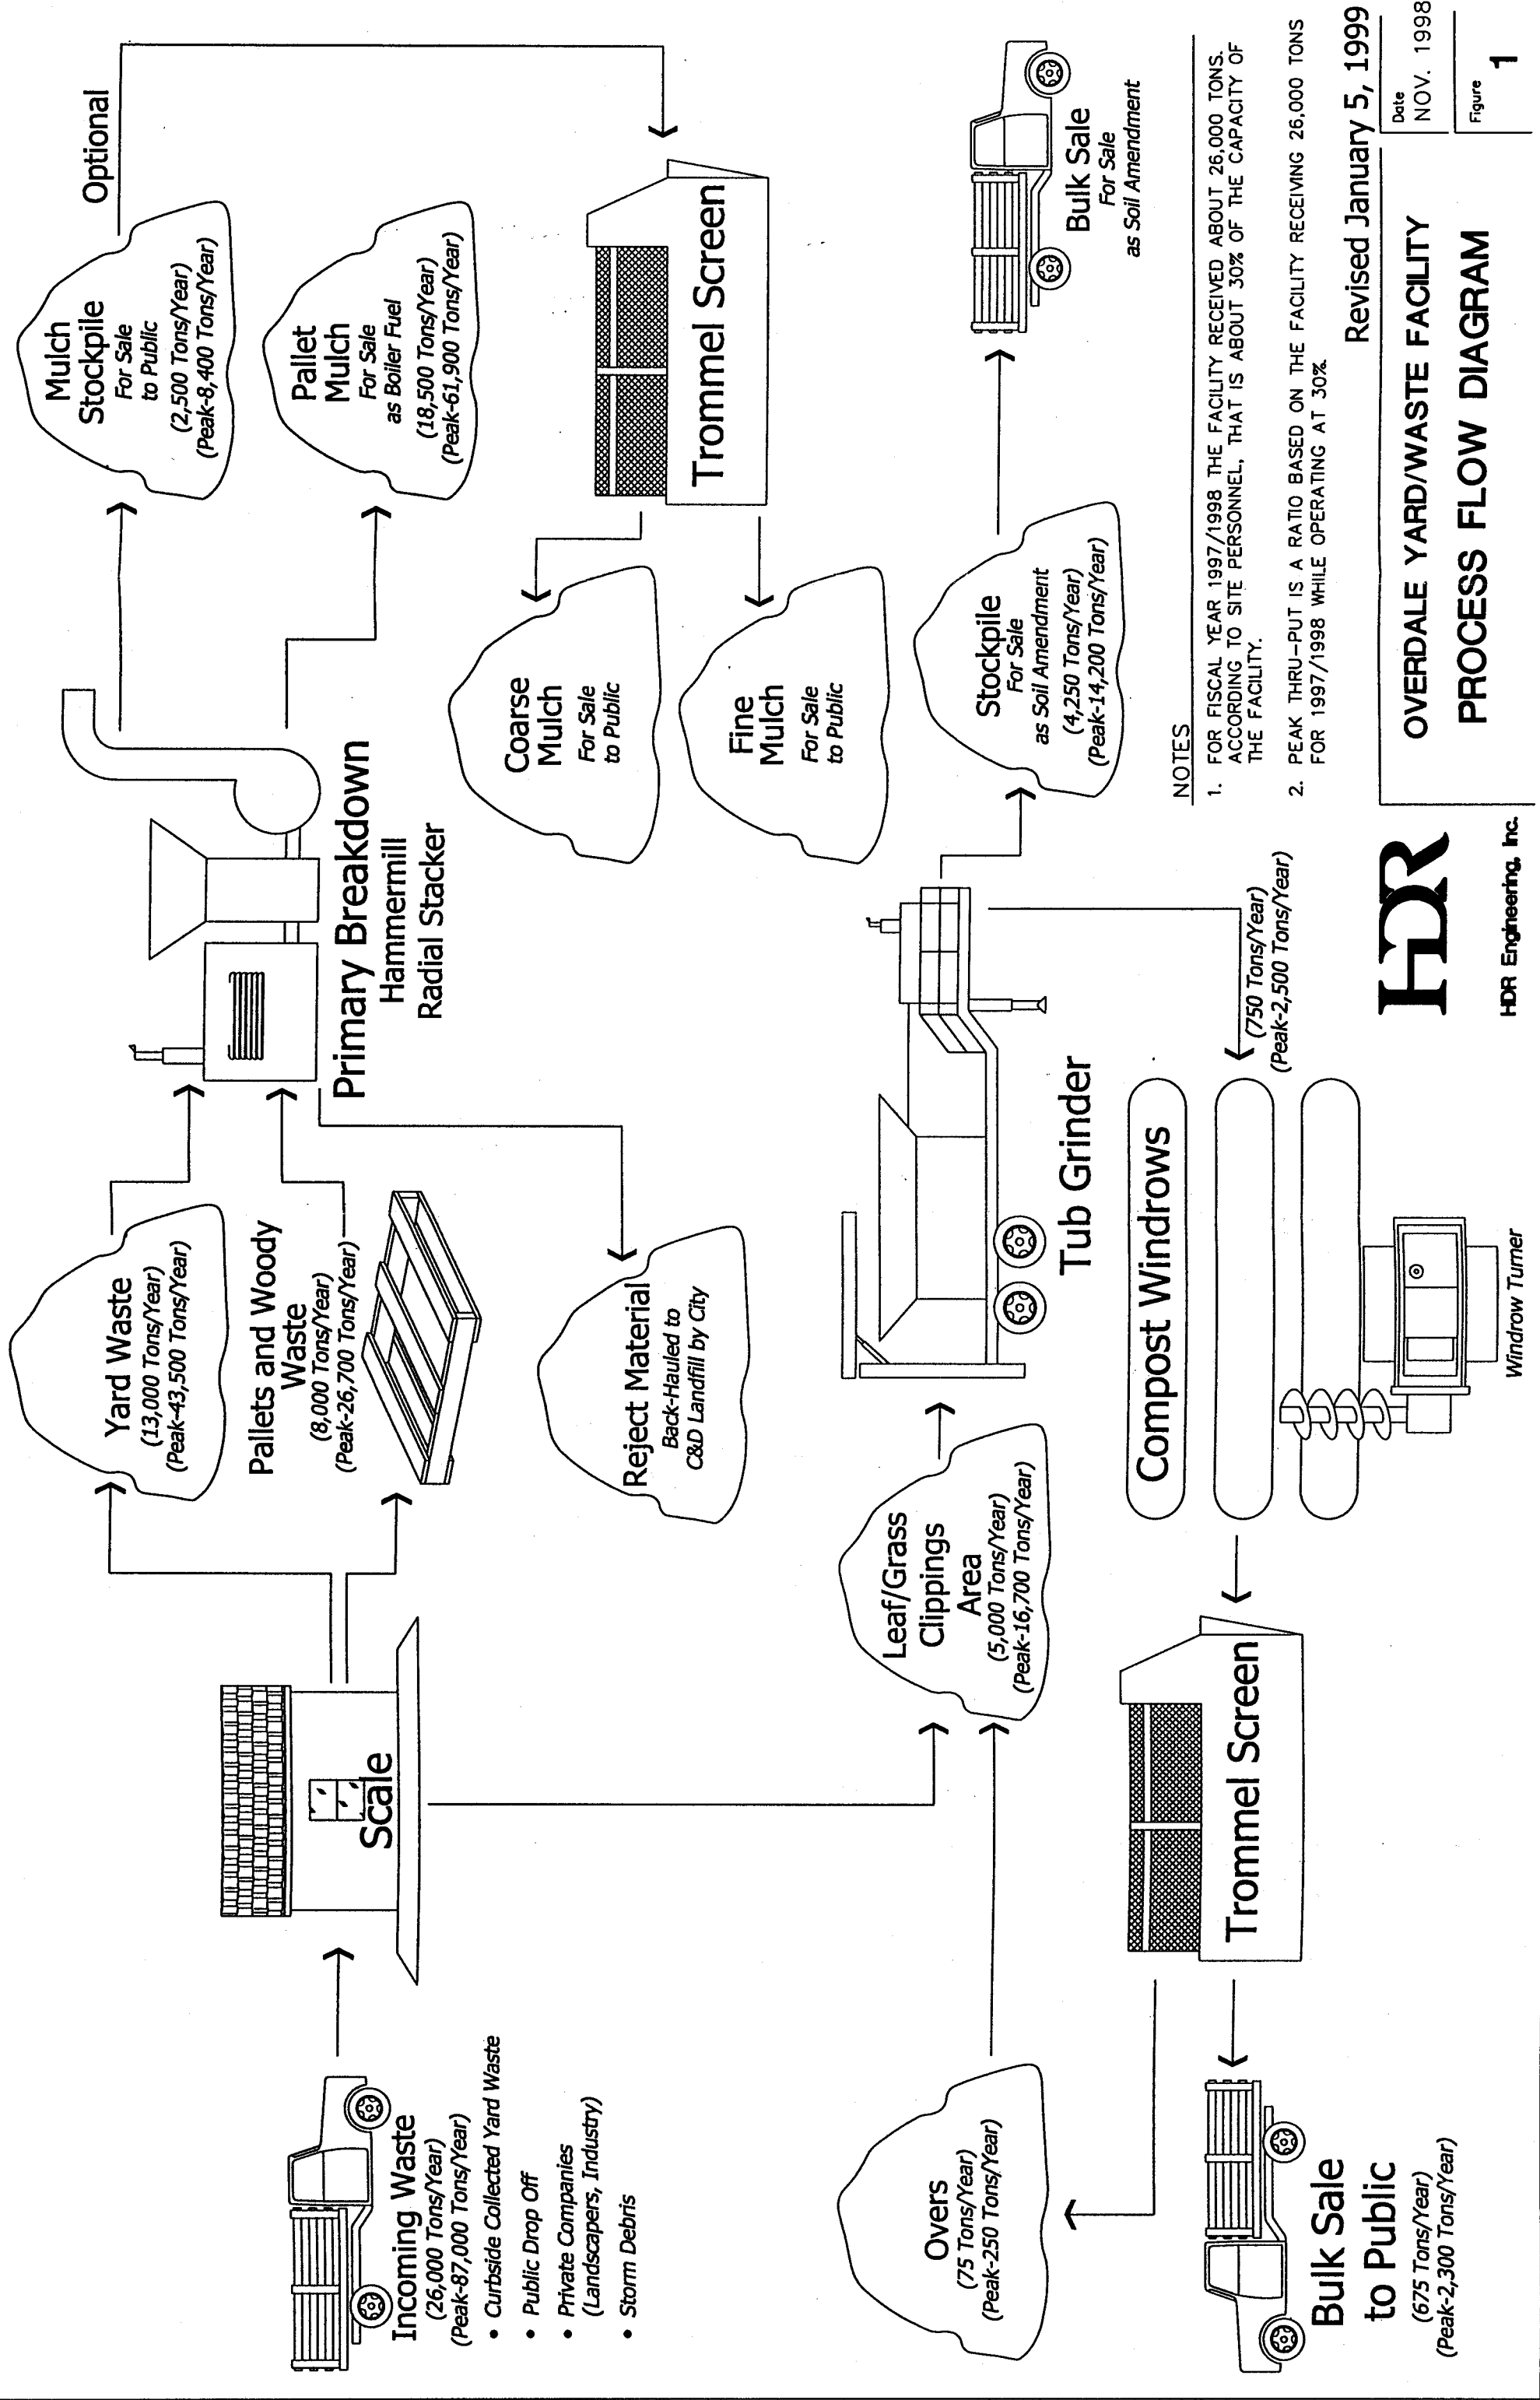 Incoming Waste
(26,000 Tons/Year)
(Peak-87,000 Tons/Year)
• Curbside Collected Yard Waste
• Public Drop Off
• Private Companies
(Landscapers, Industry)
• Storm Debris
Scale
Yard Waste
(13,000 Tons/Year)
(Peak-43,500 Tons/Year)
Pallets and Woody
Waste
(8,000 Tons/Year)
(Peak-26,700 Tons/Year)
Primary Breakdown
Hammermill
Radial Stacker
Mulch
Stockpile
For Sale
to Public
(2,500 Tons/Year)
(Peak-8,400 Tons/Year)
Optional
Pallet
Mulch
For Sale
as Boiler Fuel
(18,500 Tons/Year)
(Peak-61,900 Tons/Year)
Reject Material
Back-Hauled to
C&D Landfill by City
Coarse
Mulch
For Sale
to Public
Trommel Screen
Fine
Mulch
For Sale
to Public
Overs
(75 Tons/Year)
(Peak-250 Tons/Year)
Leaf/Grass
Clippings
Area
(5,000 Tons/Year)
(Peak-16,700 Tons/Year)
Tub Grinder
Stockpile
For Sale
as Soil Amendment
(4,250 Tons/Year)
(Peak-14,200 Tons/Year)
Bulk Sale
For Sale
as Soil Amendment
Bulk Sale
to Public
(675 Tons/Year)
(Peak-2,300 Tons/Year)
Trommel Screen
Compost Windrows
(750 Tons/Year)
(Peak-2,500 Tons/Year)
Windrow Turner
NOTES
1. FOR FISCAL YEAR 1997/1998 THE FACILITY RECEIVED ABOUT 26,000 TONS.
ACCORDING TO SITE PERSONNEL, THAT IS ABOUT 30% OF THE CAPACITY OF
THE FACILITY.
2. PEAK THRU-PUT IS A RATIO BASED ON THE FACILITY RECEIVING 26,000 TONS
FOR 1997/1998 WHILE OPERATING AT 30%.
Revised January 5, 1999
HDR
HDR Engineering, Inc.
OVERDALE YARD/WASTE FACILITY
PROCESS FLOW DIAGRAM
Date
NOV. 1998
Figure
1